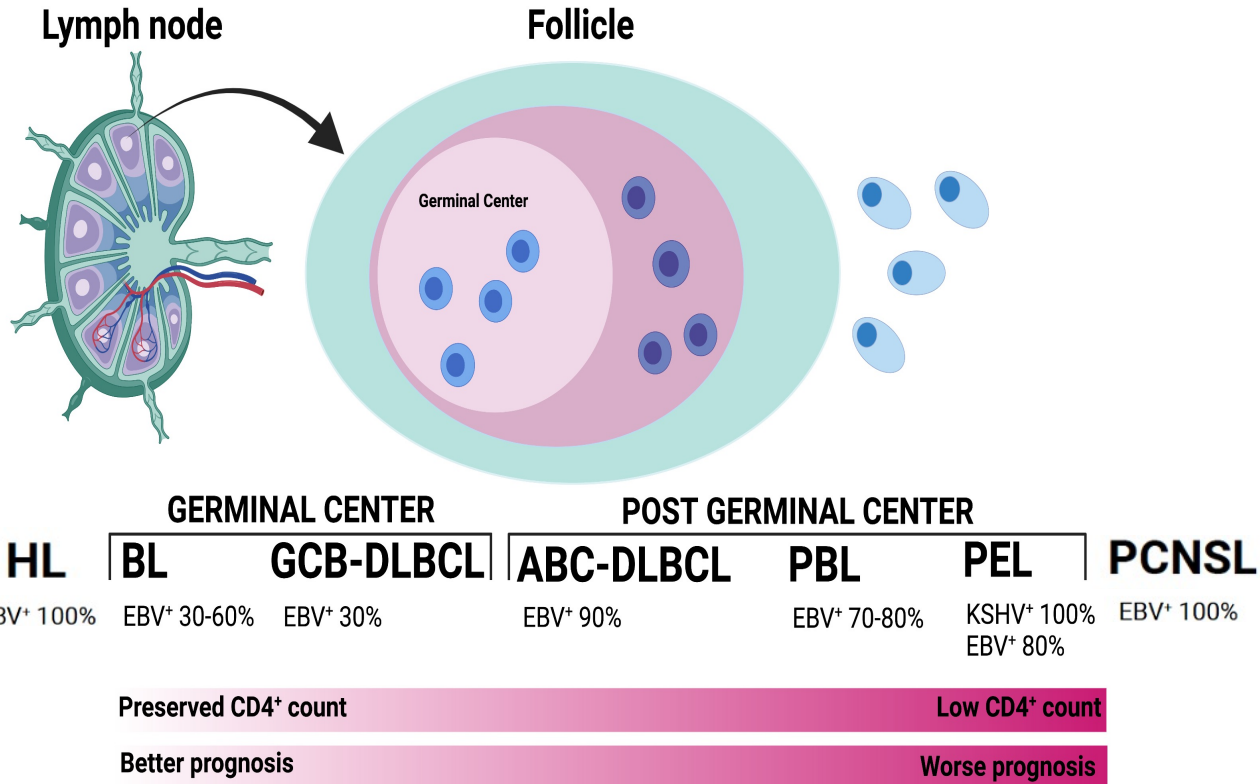 Lymph node
Follicle
Germinal Center
GERMINAL CENTER
POST GERMINAL CENTER
HL
BL
GCB-DLBCL
ABC-DLBCL
PBL
PEL
PCNSL
BV⁺ 100%
EBV⁺ 30-60%
EBV⁺ 30%
EBV⁺ 90%
EBV⁺ 70-80%
KSHV⁺ 100%
EBV⁺ 80%
EBV⁺ 100%
Preserved CD4⁺ count
Low CD4⁺ count
Better prognosis
Worse prognosis